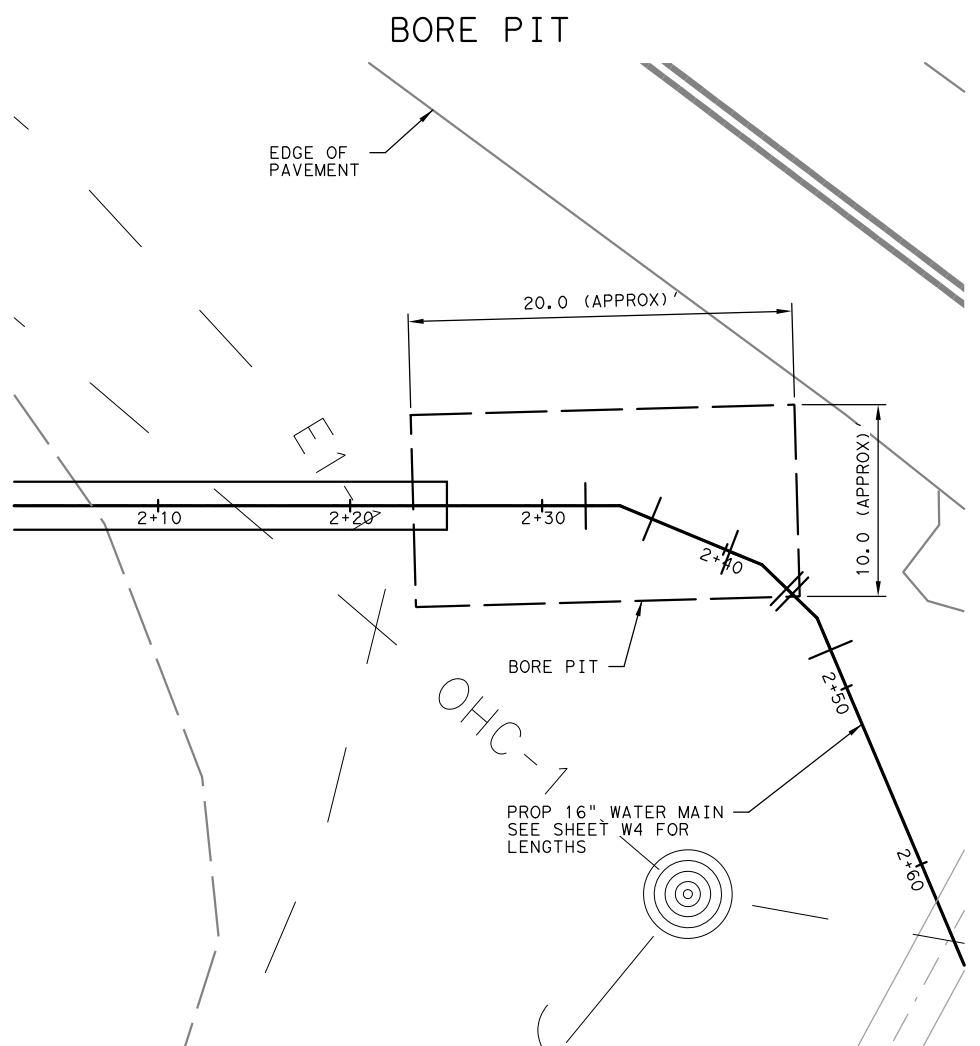 BORE PIT
EDGE OF
PAVEMENT
20.0 (APPROX)'
10.0 (APPROX)
E1
2+10
2+20
2+30
2+40
BORE PIT
2+50
OHC-1
PROP 16" WATER MAIN
SEE SHEET W4 FOR
LENGTHS
2+60